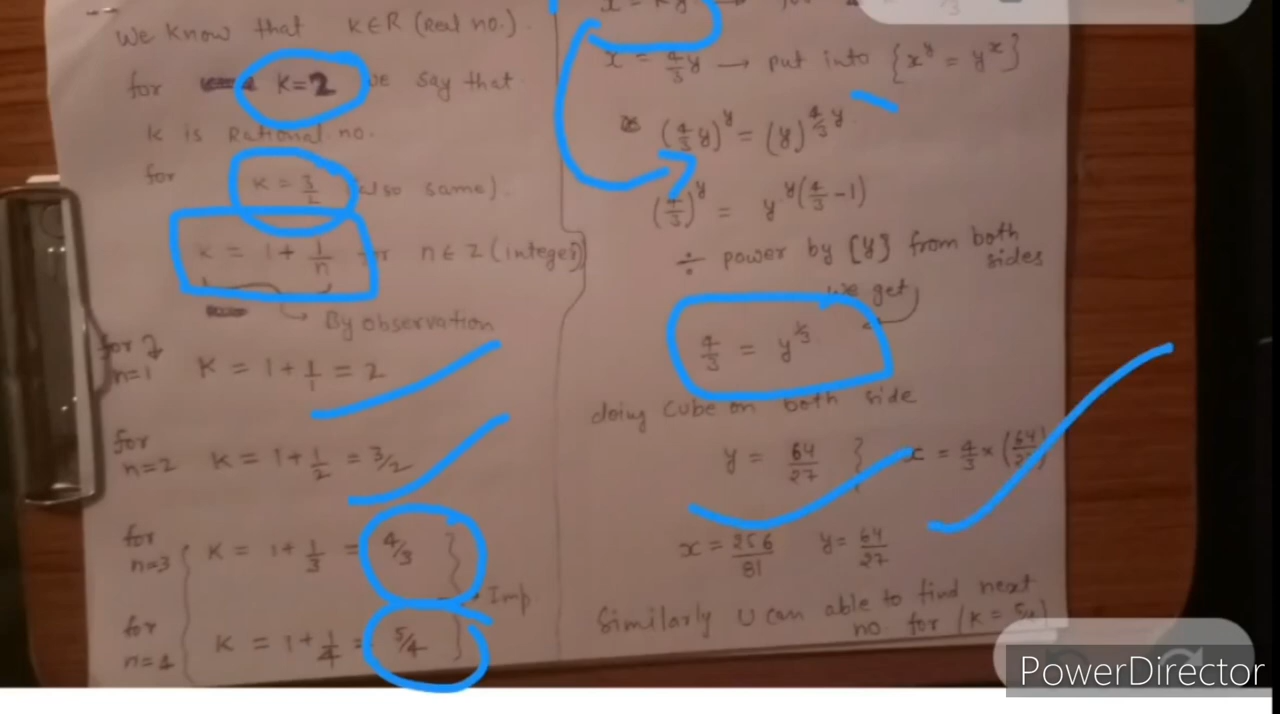 We know that K∈R (Real no.).
for K=2 we say that
K is Rational no.
for K = 3/2 (also same).
K = 1 + 1/n for n ∈ Z (integer)
By observation
for
n=1 K = 1 + 1/1 = 2
for
n=2 K = 1 + 1/2 = 3/2
for
n=3 K = 1 + 1/3 = 4/3
Imp.
for
n=4 K = 1 + 1/4 = 5/4
x = 4/3 y → put into {x^y = y^x}
(4/3 y)^y = (y)^(4/3 y)
(4/3)^y = y^(y(4/3 - 1))
÷ power by [y] from both
sides
we get
4/3 = y^(1/3)
doing cube on both side
y = 64/27 } x = 4/3 × (64/27)
x = 256/81 y = 64/27
Similarly U can able to find next
no. for (K = 5/4)
PowerDirector